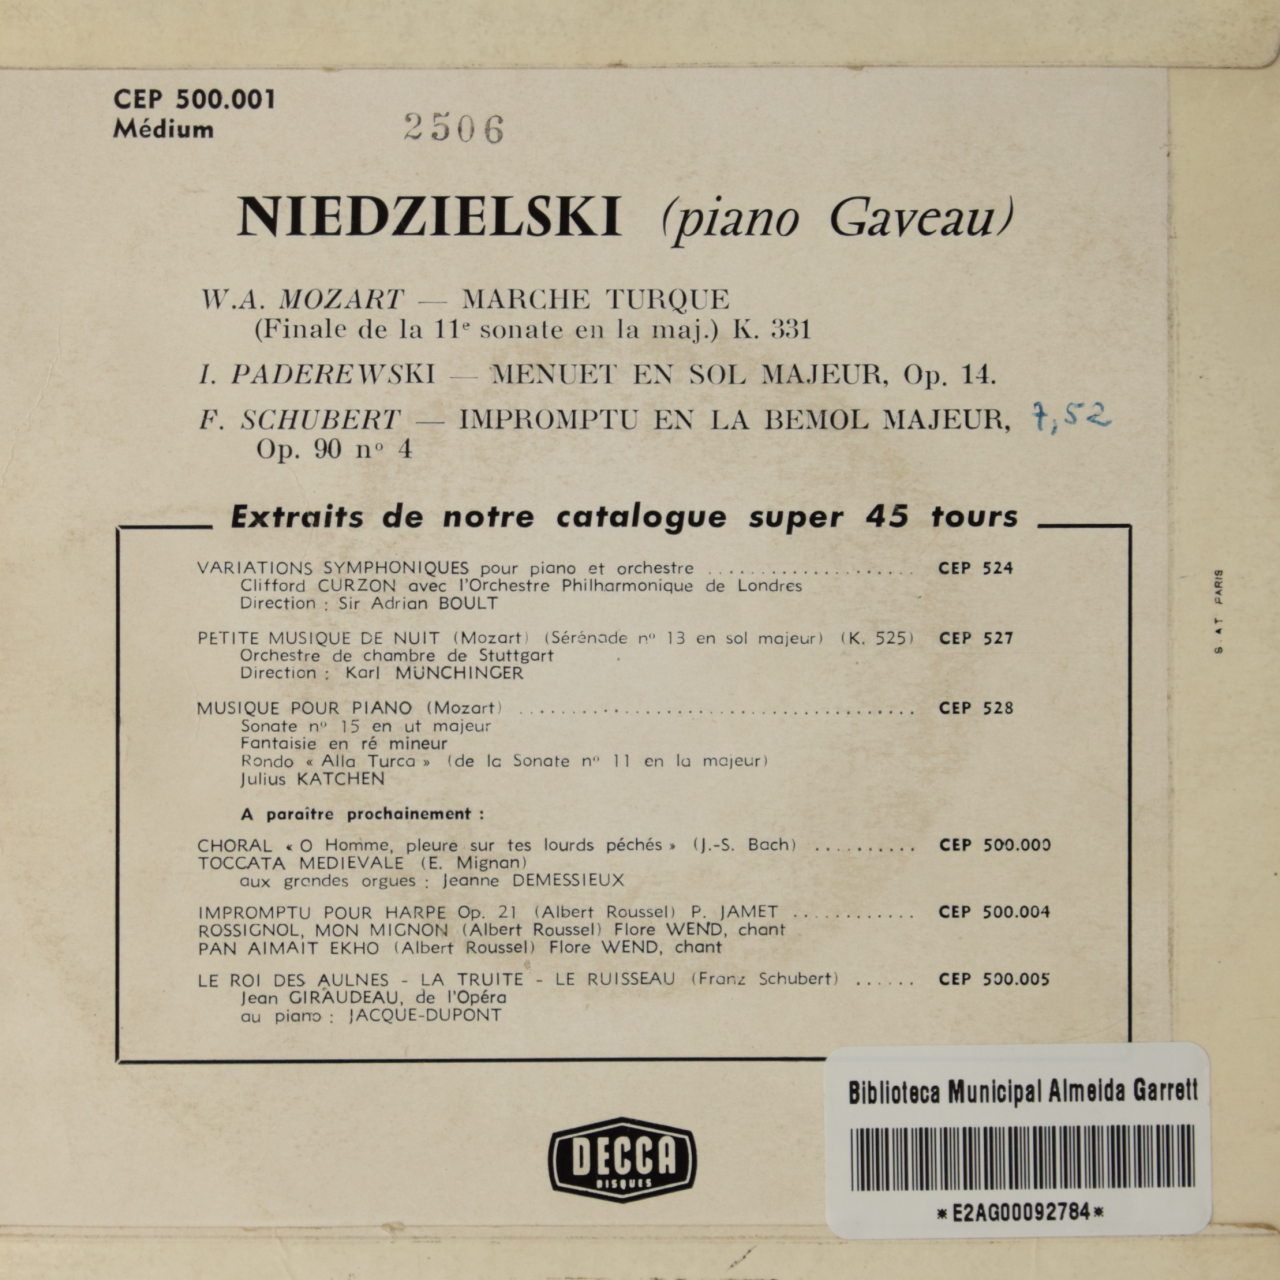 CEP 500.001
Médium
2506
NIEDZIELSKI (piano Gaveau)
W.A. MOZART — MARCHE TURQUE
(Finale de la 11e sonate en la maj.) K. 331
I. PADEREWSKI — MENUET EN SOL MAJEUR, Op. 14.
F. SCHUBERT — IMPROMPTU EN LA BEMOL MAJEUR, 7,52
Op. 90 no 4
Extraits de notre catalogue super 45 tours
VARIATIONS SYMPHONIQUES pour piano et orchestre .................... CEP 524
Clifford CURZON avec l'Orchestre Philharmonique de Londres
Direction : Sir Adrian BOULT
PETITE MUSIQUE DE NUIT (Mozart) (Sérénade no 13 en sol majeur) (K. 525) CEP 527
Orchestre de chambre de Stuttgart
Direction : Karl MÜNCHINGER
MUSIQUE POUR PIANO (Mozart) ...................................... CEP 528
Sonate no 15 en ut majeur
Fantaisie en ré mineur
Rondo « Alla Turca » (de la Sonate no 11 en la majeur)
Julius KATCHEN
A paraître prochainement :
CHORAL « O Homme, pleure sur tes lourds péchés » (J.-S. Bach) .......... CEP 500.000
TOCCATA MEDIEVALE (E. Mignan)
aux grandes orgues : Jeanne DEMESSIEUX
IMPROMPTU POUR HARPE Op. 21 (Albert Roussel) P. JAMET ............ CEP 500.004
ROSSIGNOL, MON MIGNON (Albert Roussel) Flore WEND, chant
PAN AIMAIT EKHO (Albert Roussel) Flore WEND, chant
LE ROI DES AULNES - LA TRUITE - LE RUISSEAU (Franz Schubert) ...... CEP 500.005
Jean GIRAUDEAU, de l'Opéra
au piano : JACQUE-DUPONT
S. AT PARIS
DECCA
DISQUES
Biblioteca Municipal Almeida Garrett
*E2AG00092784*